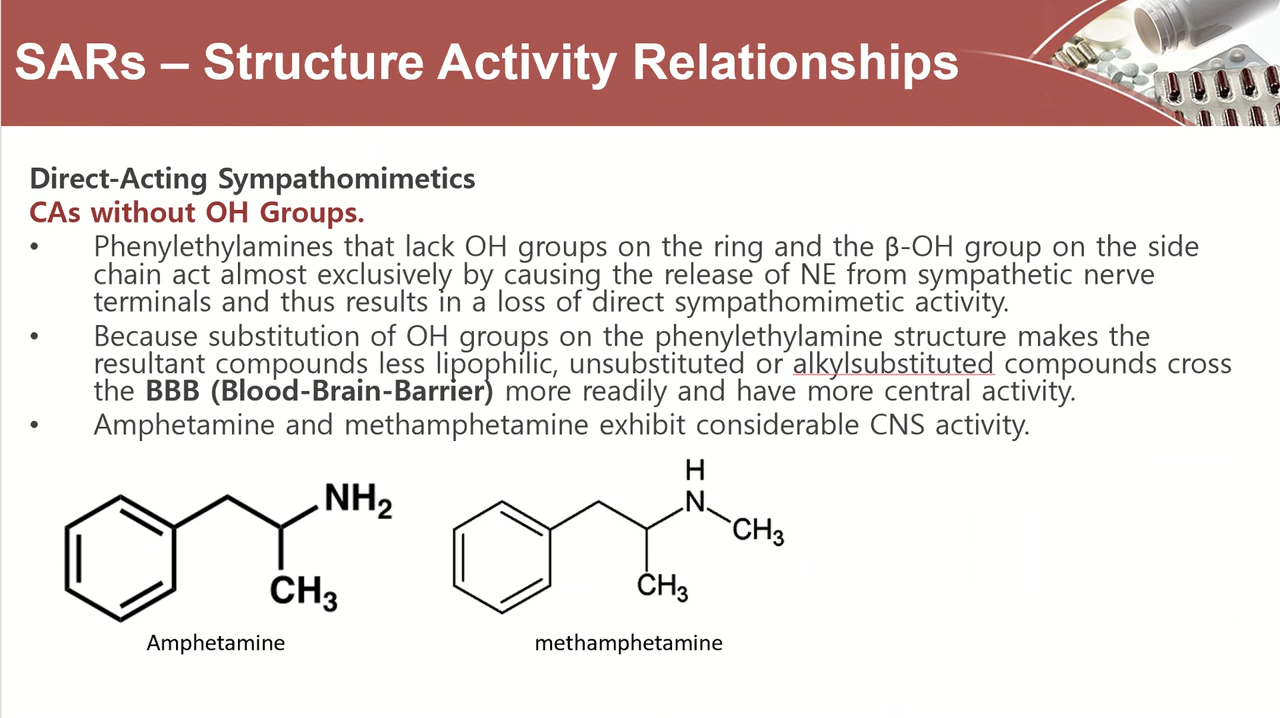 SARs – Structure Activity Relationships
Direct-Acting Sympathomimetics
CAs without OH Groups.
• Phenylethylamines that lack OH groups on the ring and the β-OH group on the side
chain act almost exclusively by causing the release of NE from sympathetic nerve
terminals and thus results in a loss of direct sympathomimetic activity.
• Because substitution of OH groups on the phenylethylamine structure makes the
resultant compounds less lipophilic, unsubstituted or alkylsubstituted compounds cross
the BBB (Blood-Brain-Barrier) more readily and have more central activity.
• Amphetamine and methamphetamine exhibit considerable CNS activity.
NH₂
CH₃
Amphetamine
H
N
CH₃
CH₃
methamphetamine